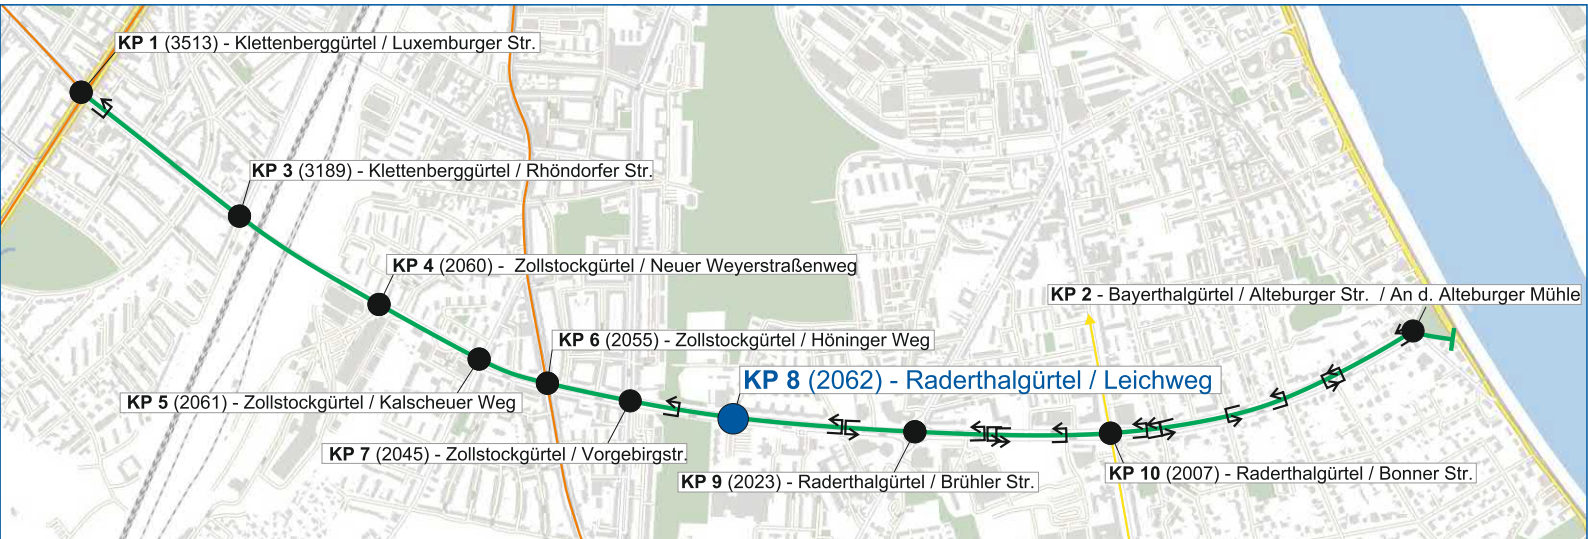 KP 1 (3513) - Klettenberggürtel / Luxemburger Str.
KP 3 (3189) - Klettenberggürtel / Rhöndorfer Str.
KP 4 (2060) - Zollstockgürtel / Neuer Weyerstraßenweg
KP 2 - Bayerthalgürtel / Alteburger Str. / An d. Alteburger Mühle
KP 6 (2055) - Zollstockgürtel / Höninger Weg
KP 8 (2062) - Raderthalgürtel / Leichweg
KP 5 (2061) - Zollstockgürtel / Kalscheuer Weg
KP 7 (2045) - Zollstockgürtel / Vorgebirgstr.
KP 9 (2023) - Raderthalgürtel / Brühler Str.
KP 10 (2007) - Raderthalgürtel / Bonner Str.